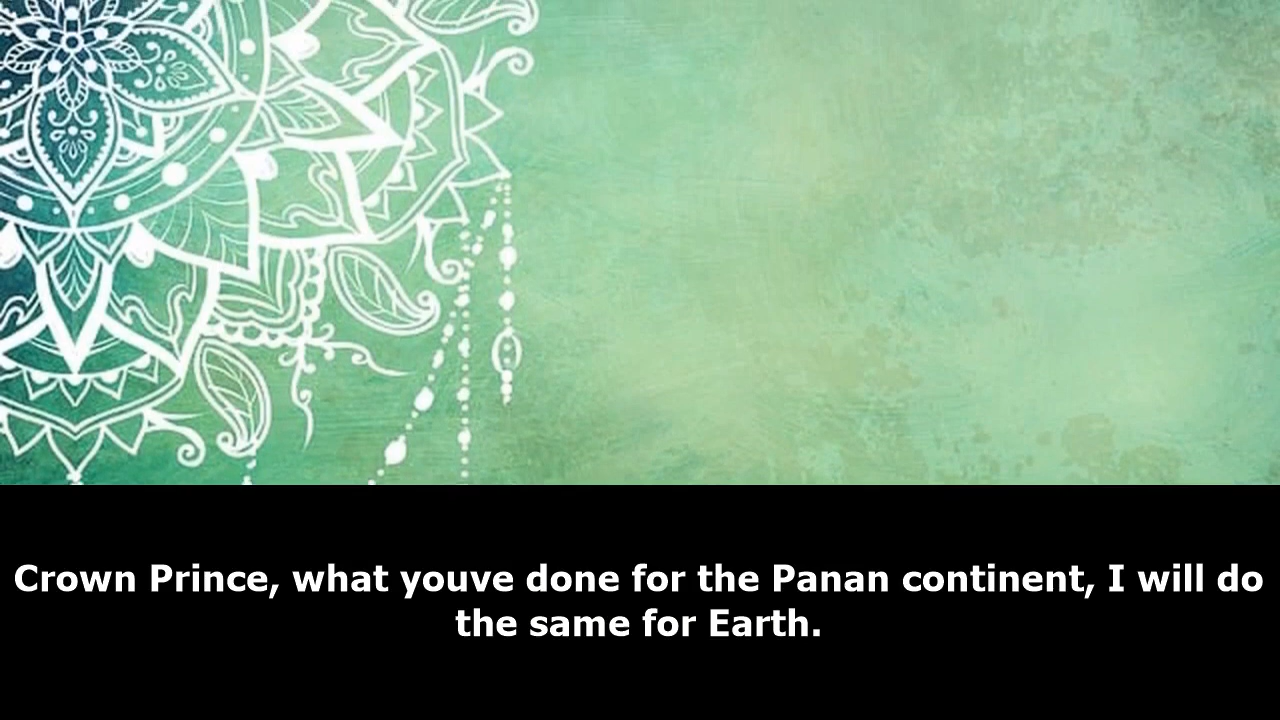 Crown Prince, what youve done for the Panan continent, I will do
the same for Earth.